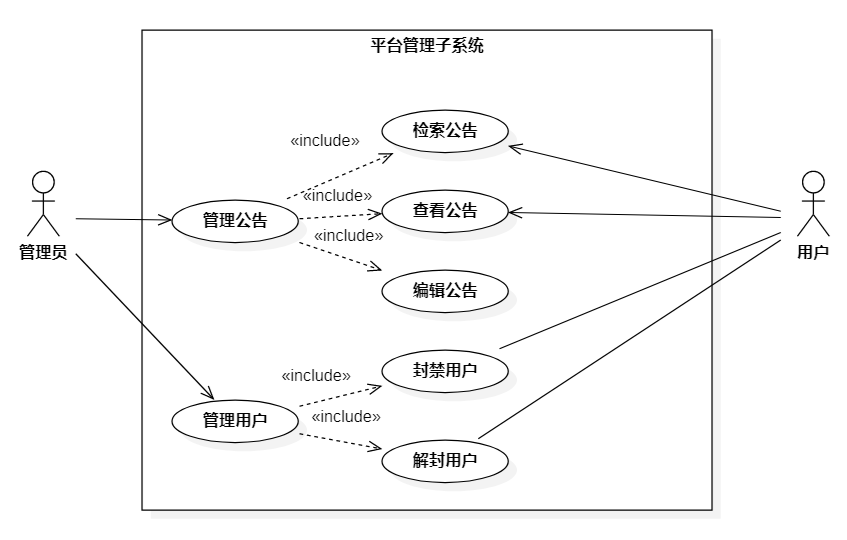 平台管理子系统
检索公告
«include»
«include»
查看公告
管理公告
«include»
管理员
用户
编辑公告
封禁用户
«include»
管理用户
«include»
解封用户